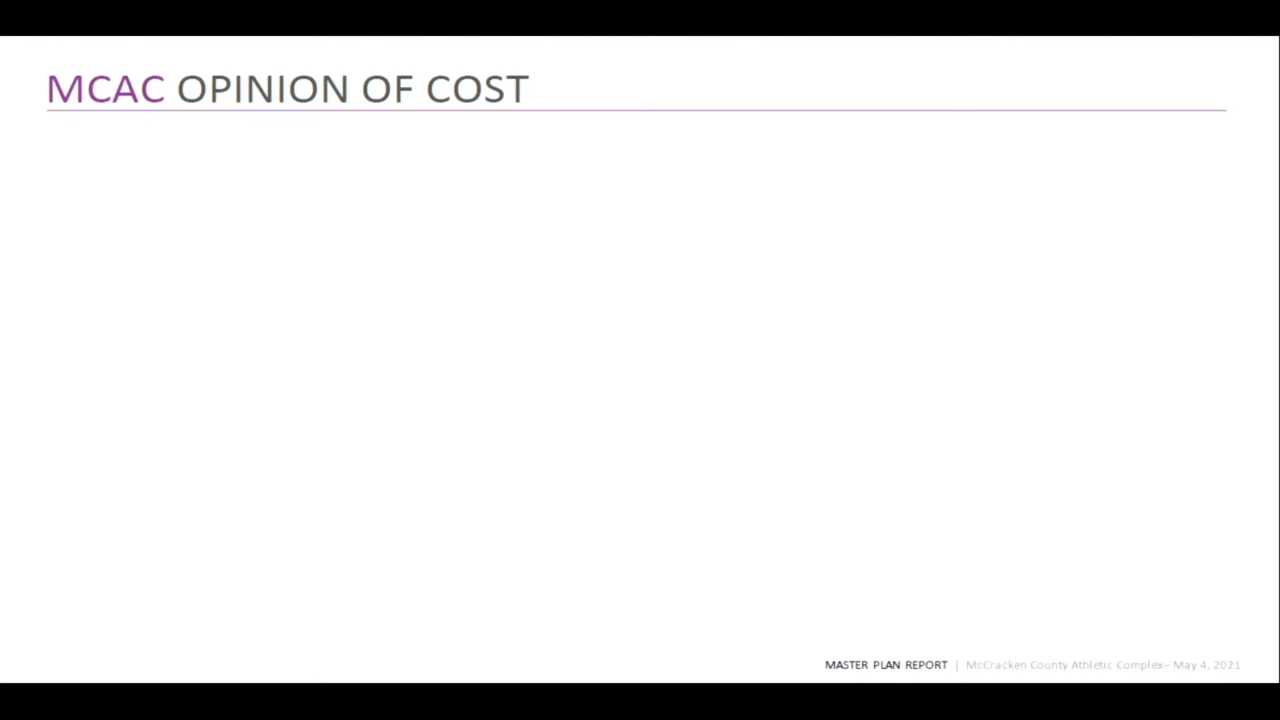 MCAC OPINION OF COST
MASTER PLAN REPORT | McCracken County Athletic Complex– May 4, 2021